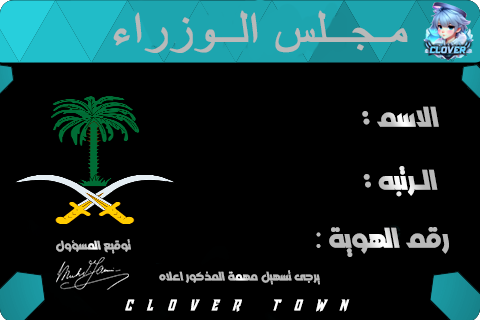 مجلس الوزراء
CLOVER
الاسم :
الرتبه :
رقم الهوية :
توقيع المسؤول
يرجى تسهيل مهمة المذكور اعلاه
CLOVER TOWN